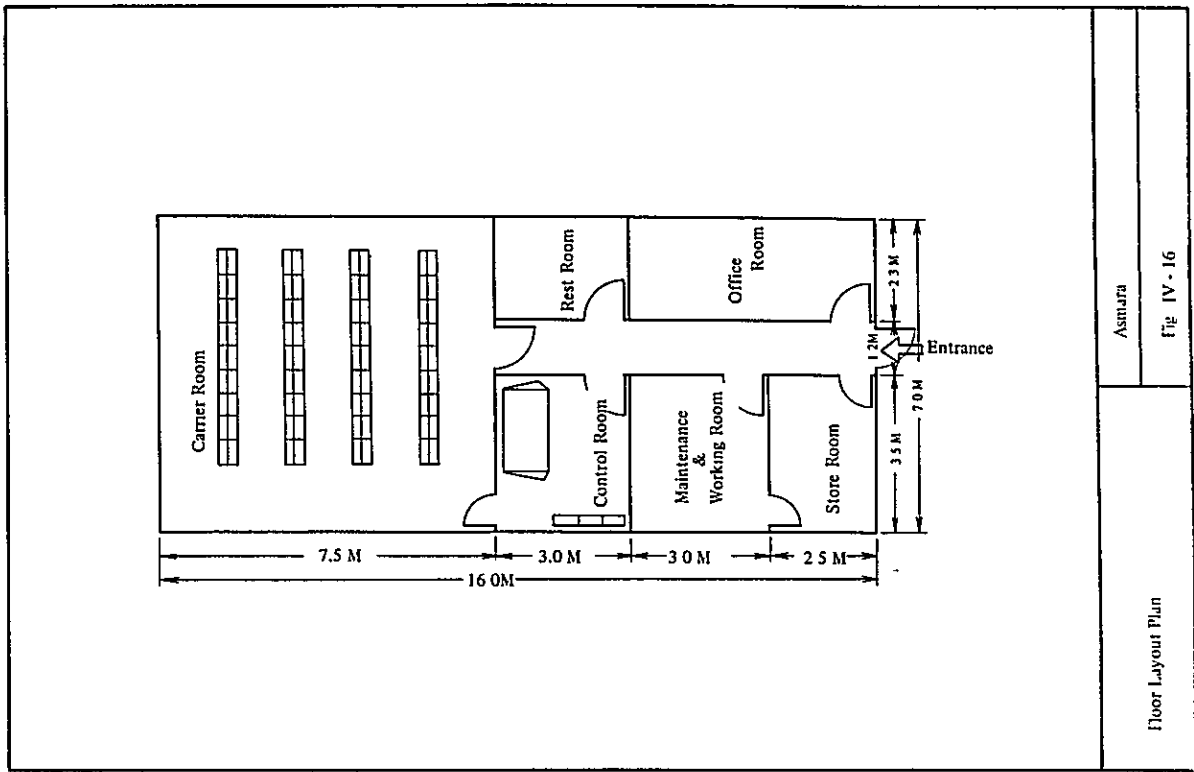 Carrier Room
Rest Room
Control Room
Office
Room
Maintenance
&
Working Room
Store Room
Entrance
7.5 M
3.0 M
3 0 M
2 5 M
16 0M
1 2M
3 5 M
2 3 M
7 0 M
Asmara
Fig IV - 16
Floor Layout Plan